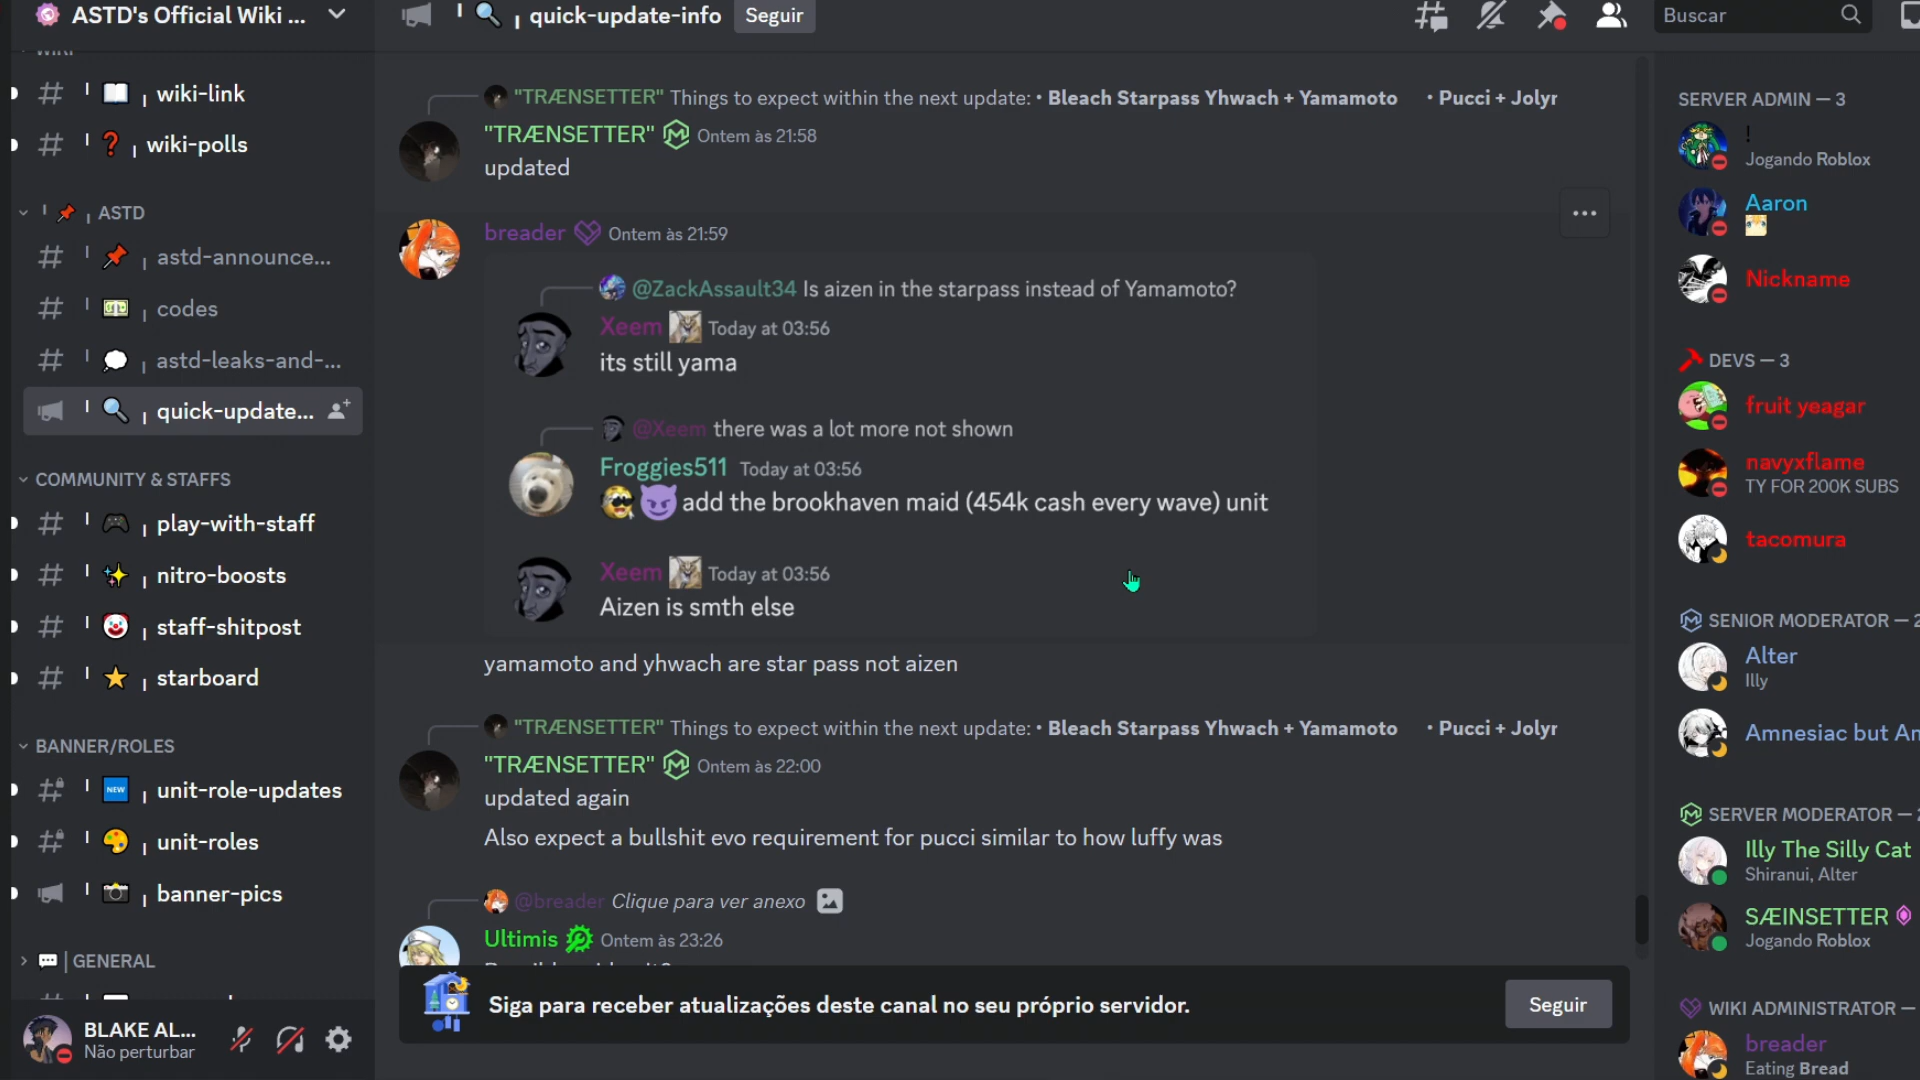 ASTD's Official Wiki ...
wiki-link
wiki-polls
ASTD
astd-announce...
codes
astd-leaks-and-...
quick-update...
COMMUNITY & STAFFS
play-with-staff
nitro-boosts
staff-shitpost
starboard
BANNER/ROLES
NEW
unit-role-updates
unit-roles
banner-pics
GENERAL
BLAKE AL...
Não perturbar
quick-update-info
Seguir
Buscar
"TRÆNSETTER" Things to expect within the next update: • Bleach Starpass Yhwach + Yamamoto • Pucci + Jolyr
"TRÆNSETTER" Ontem às 21:58
updated
breader Ontem às 21:59
@ZackAssault34 Is aizen in the starpass instead of Yamamoto?
Xeem Today at 03:56
its still yama
@Xeem there was a lot more not shown
Froggies511 Today at 03:56
add the brookhaven maid (454k cash every wave) unit
Xeem Today at 03:56
Aizen is smth else
yamamoto and yhwach are star pass not aizen
"TRÆNSETTER" Things to expect within the next update: • Bleach Starpass Yhwach + Yamamoto • Pucci + Jolyr
"TRÆNSETTER" Ontem às 22:00
updated again
Also expect a bullshit evo requirement for pucci similar to how luffy was
@breader Clique para ver anexo
Ultimis Ontem às 23:26
Siga para receber atualizações deste canal no seu próprio servidor.
Seguir
SERVER ADMIN — 3
!
Jogando Roblox
Aaron
Nickname
DEVS — 3
fruit yeagar
navyxflame
TY FOR 200K SUBS
tacomura
SENIOR MODERATOR — 2
Alter
Illy
Amnesiac but An
SERVER MODERATOR — 2
Illy The Silly Cat
Shiranui, Alter
SÆINSETTER
Jogando Roblox
WIKI ADMINISTRATOR —
breader
Eating Bread